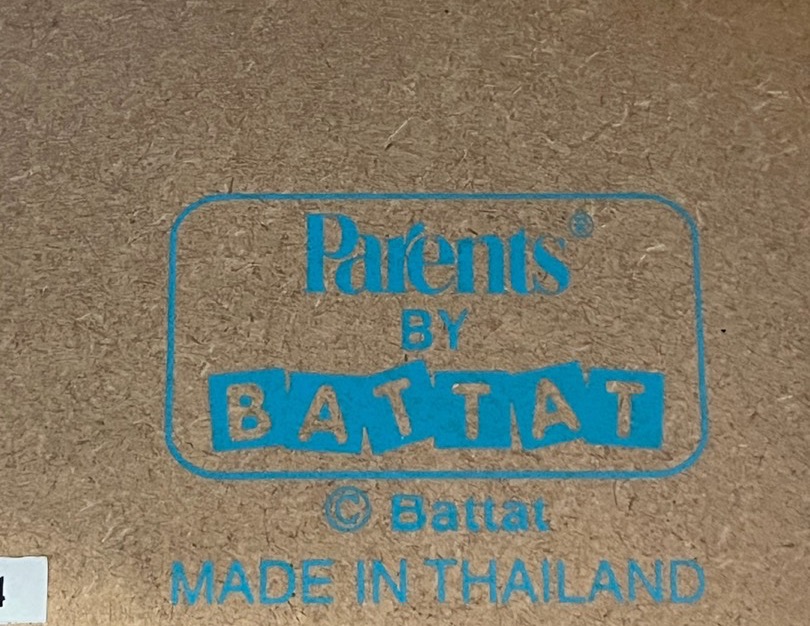 Parents®
BY
BATTAT
© Battat
MADE IN THAILAND